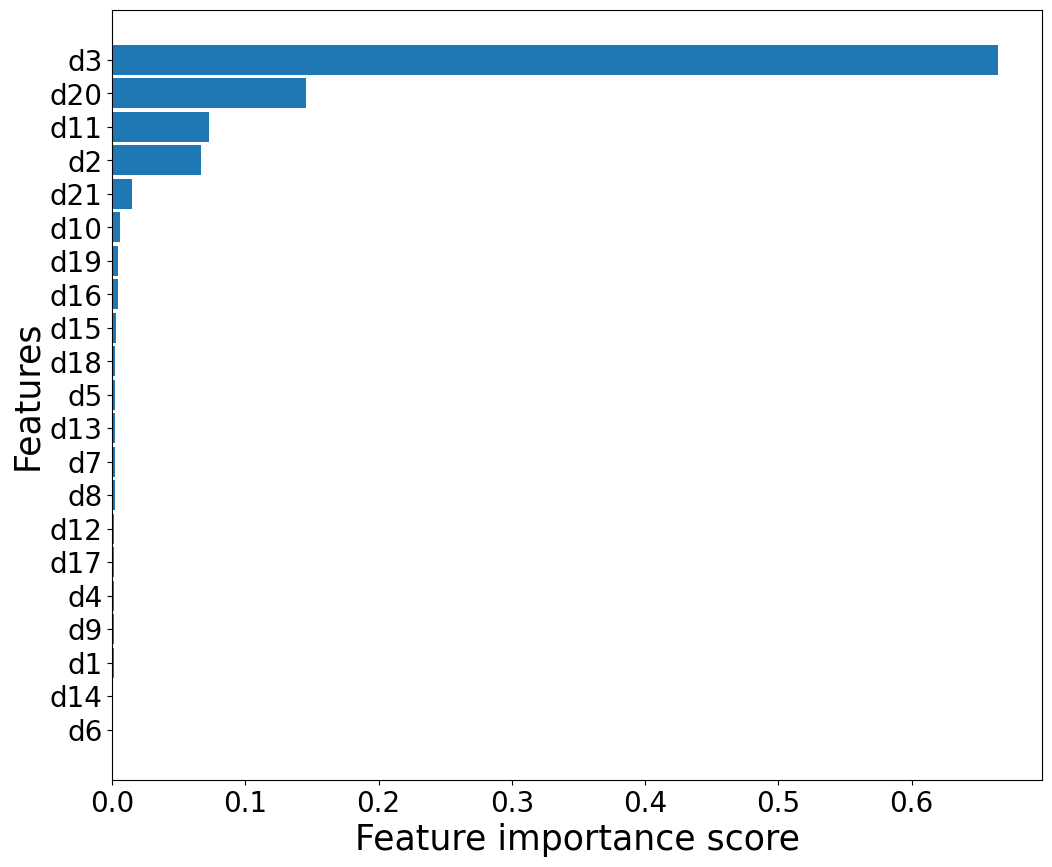 d3
d20
d11
d2
d21
d10
d19
d16
d15
d18
d5
d13
d7
d8
d12
d17
d4
d9
d1
d14
d6
Features
0.0 0.1 0.2 0.3 0.4 0.5 0.6
Feature importance score